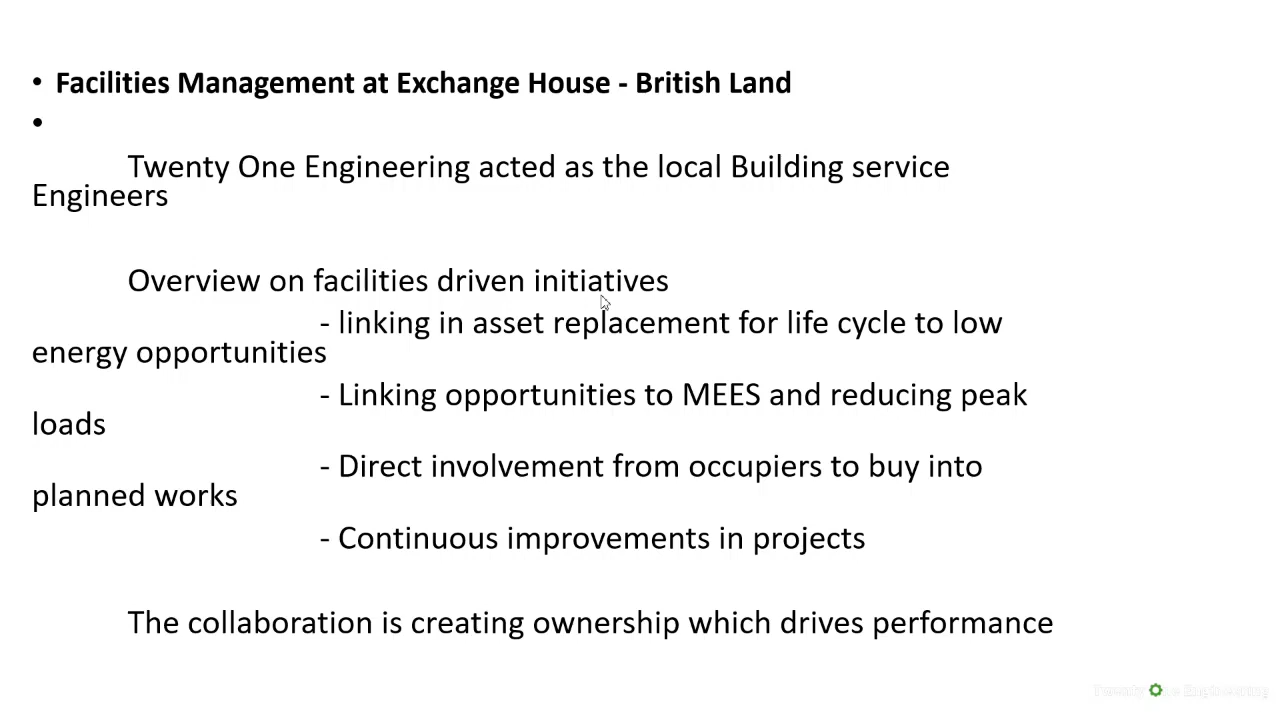 • Facilities Management at Exchange House - British Land
•
Twenty One Engineering acted as the local Building service
Engineers
Overview on facilities driven initiatives
- linking in asset replacement for life cycle to low
energy opportunities
- Linking opportunities to MEES and reducing peak
loads
- Direct involvement from occupiers to buy into
planned works
- Continuous improvements in projects
The collaboration is creating ownership which drives performance
Twenty One Engineering